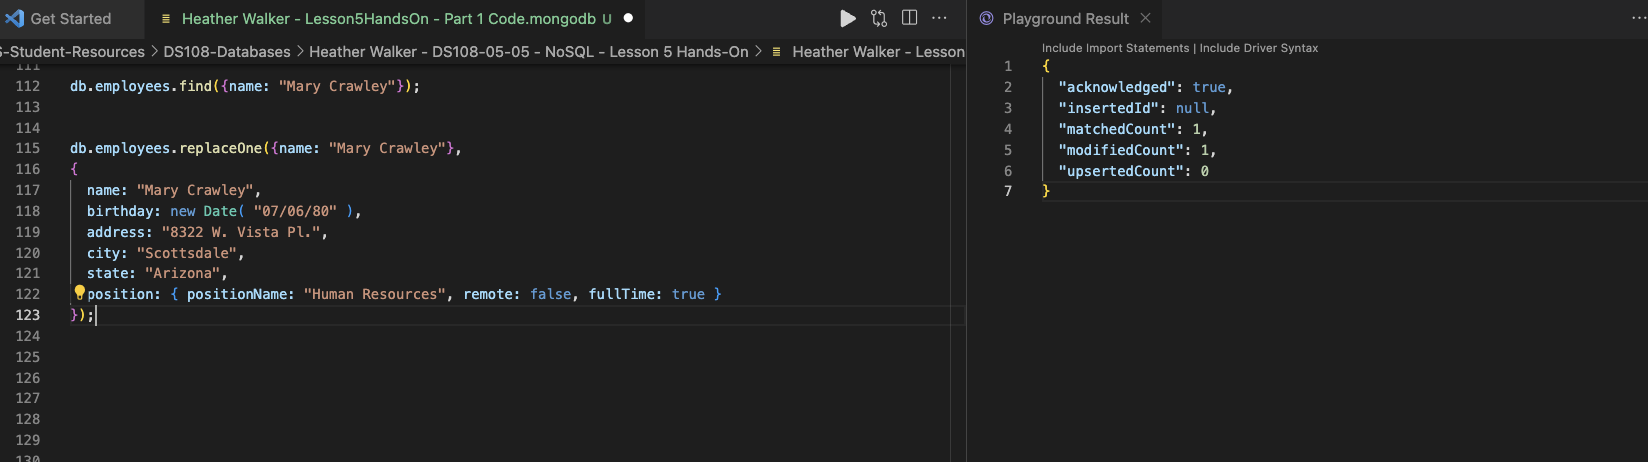 Get Started
Heather Walker - Lesson5HandsOn - Part 1 Code.mongodb U
Playground Result
-Student-Resources > DS108-Databases > Heather Walker - DS108-05-05 - NoSQL - Lesson 5 Hands-On > Heather Walker - Lesson
111
112 db.employees.find({name: "Mary Crawley"});
113
114
115 db.employees.replaceOne({name: "Mary Crawley"},
116 {
117 name: "Mary Crawley",
118 birthday: new Date( "07/06/80" ),
119 address: "8322 W. Vista Pl.",
120 city: "Scottsdale",
121 state: "Arizona",
122 position: { positionName: "Human Resources", remote: false, fullTime: true }
123 });
124
125
126
127
128
129
130
Include Import Statements | Include Driver Syntax
1 {
2 "acknowledged": true,
3 "insertedId": null,
4 "matchedCount": 1,
5 "modifiedCount": 1,
6 "upsertedCount": 0
7 }